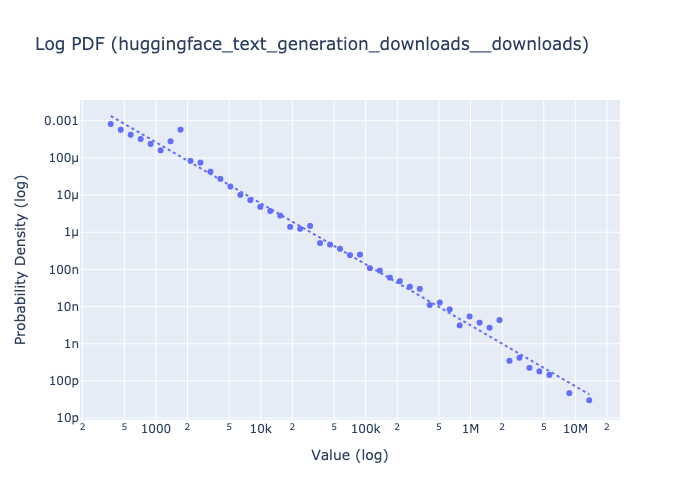 Log PDF (huggingface_text_generation_downloads__downloads)
Probability Density (log)
0.001
100μ
10μ
1μ
100n
10n
1n
100p
10p
2 5 1000 2 5 10k 2 5 100k 2 5 1M 2 5 10M 2
Value (log)